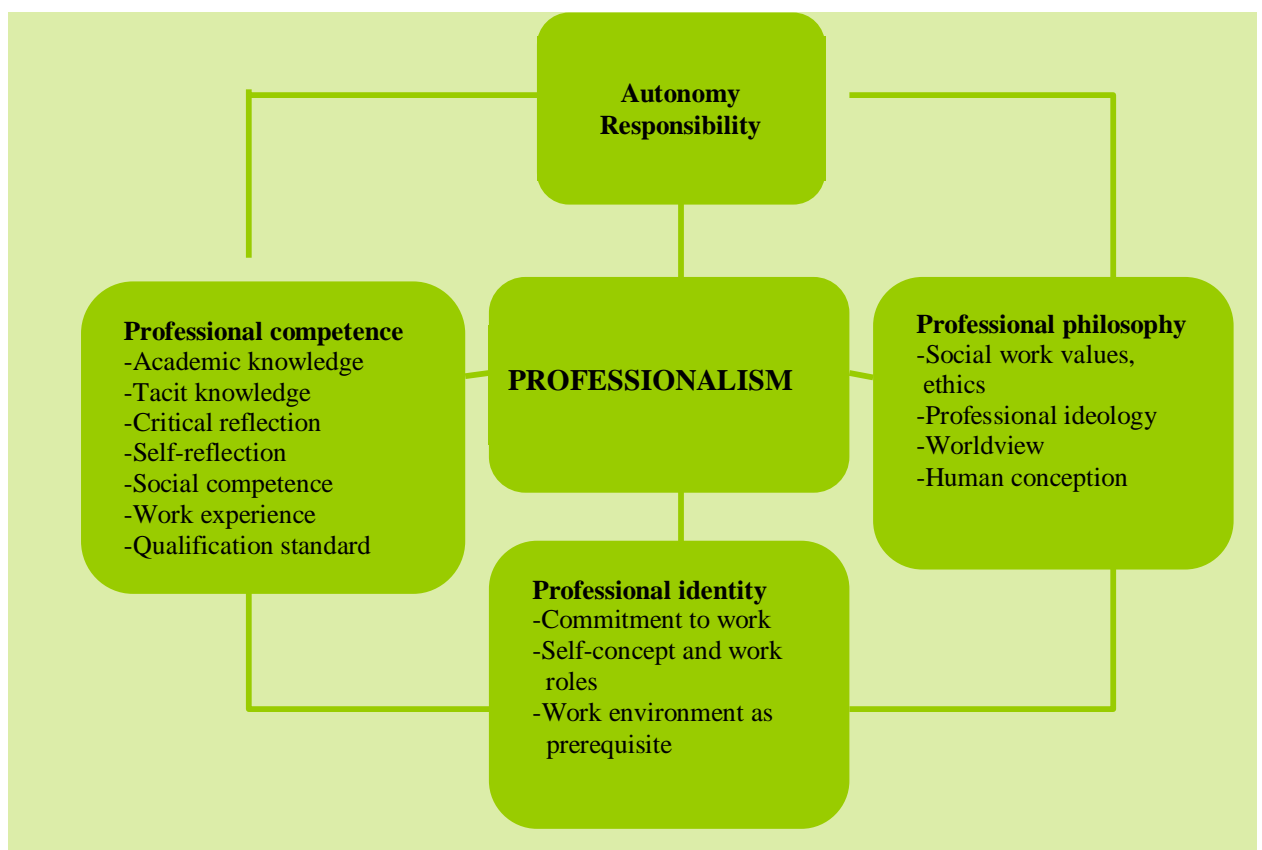 Autonomy
Responsibility
Professional competence
-Academic knowledge
-Tacit knowledge
-Critical reflection
-Self-reflection
-Social competence
-Work experience
-Qualification standard
PROFESSIONALISM
Professional philosophy
-Social work values,
ethics
-Professional ideology
-Worldview
-Human conception
Professional identity
-Commitment to work
-Self-concept and work
roles
-Work environment as
prerequisite